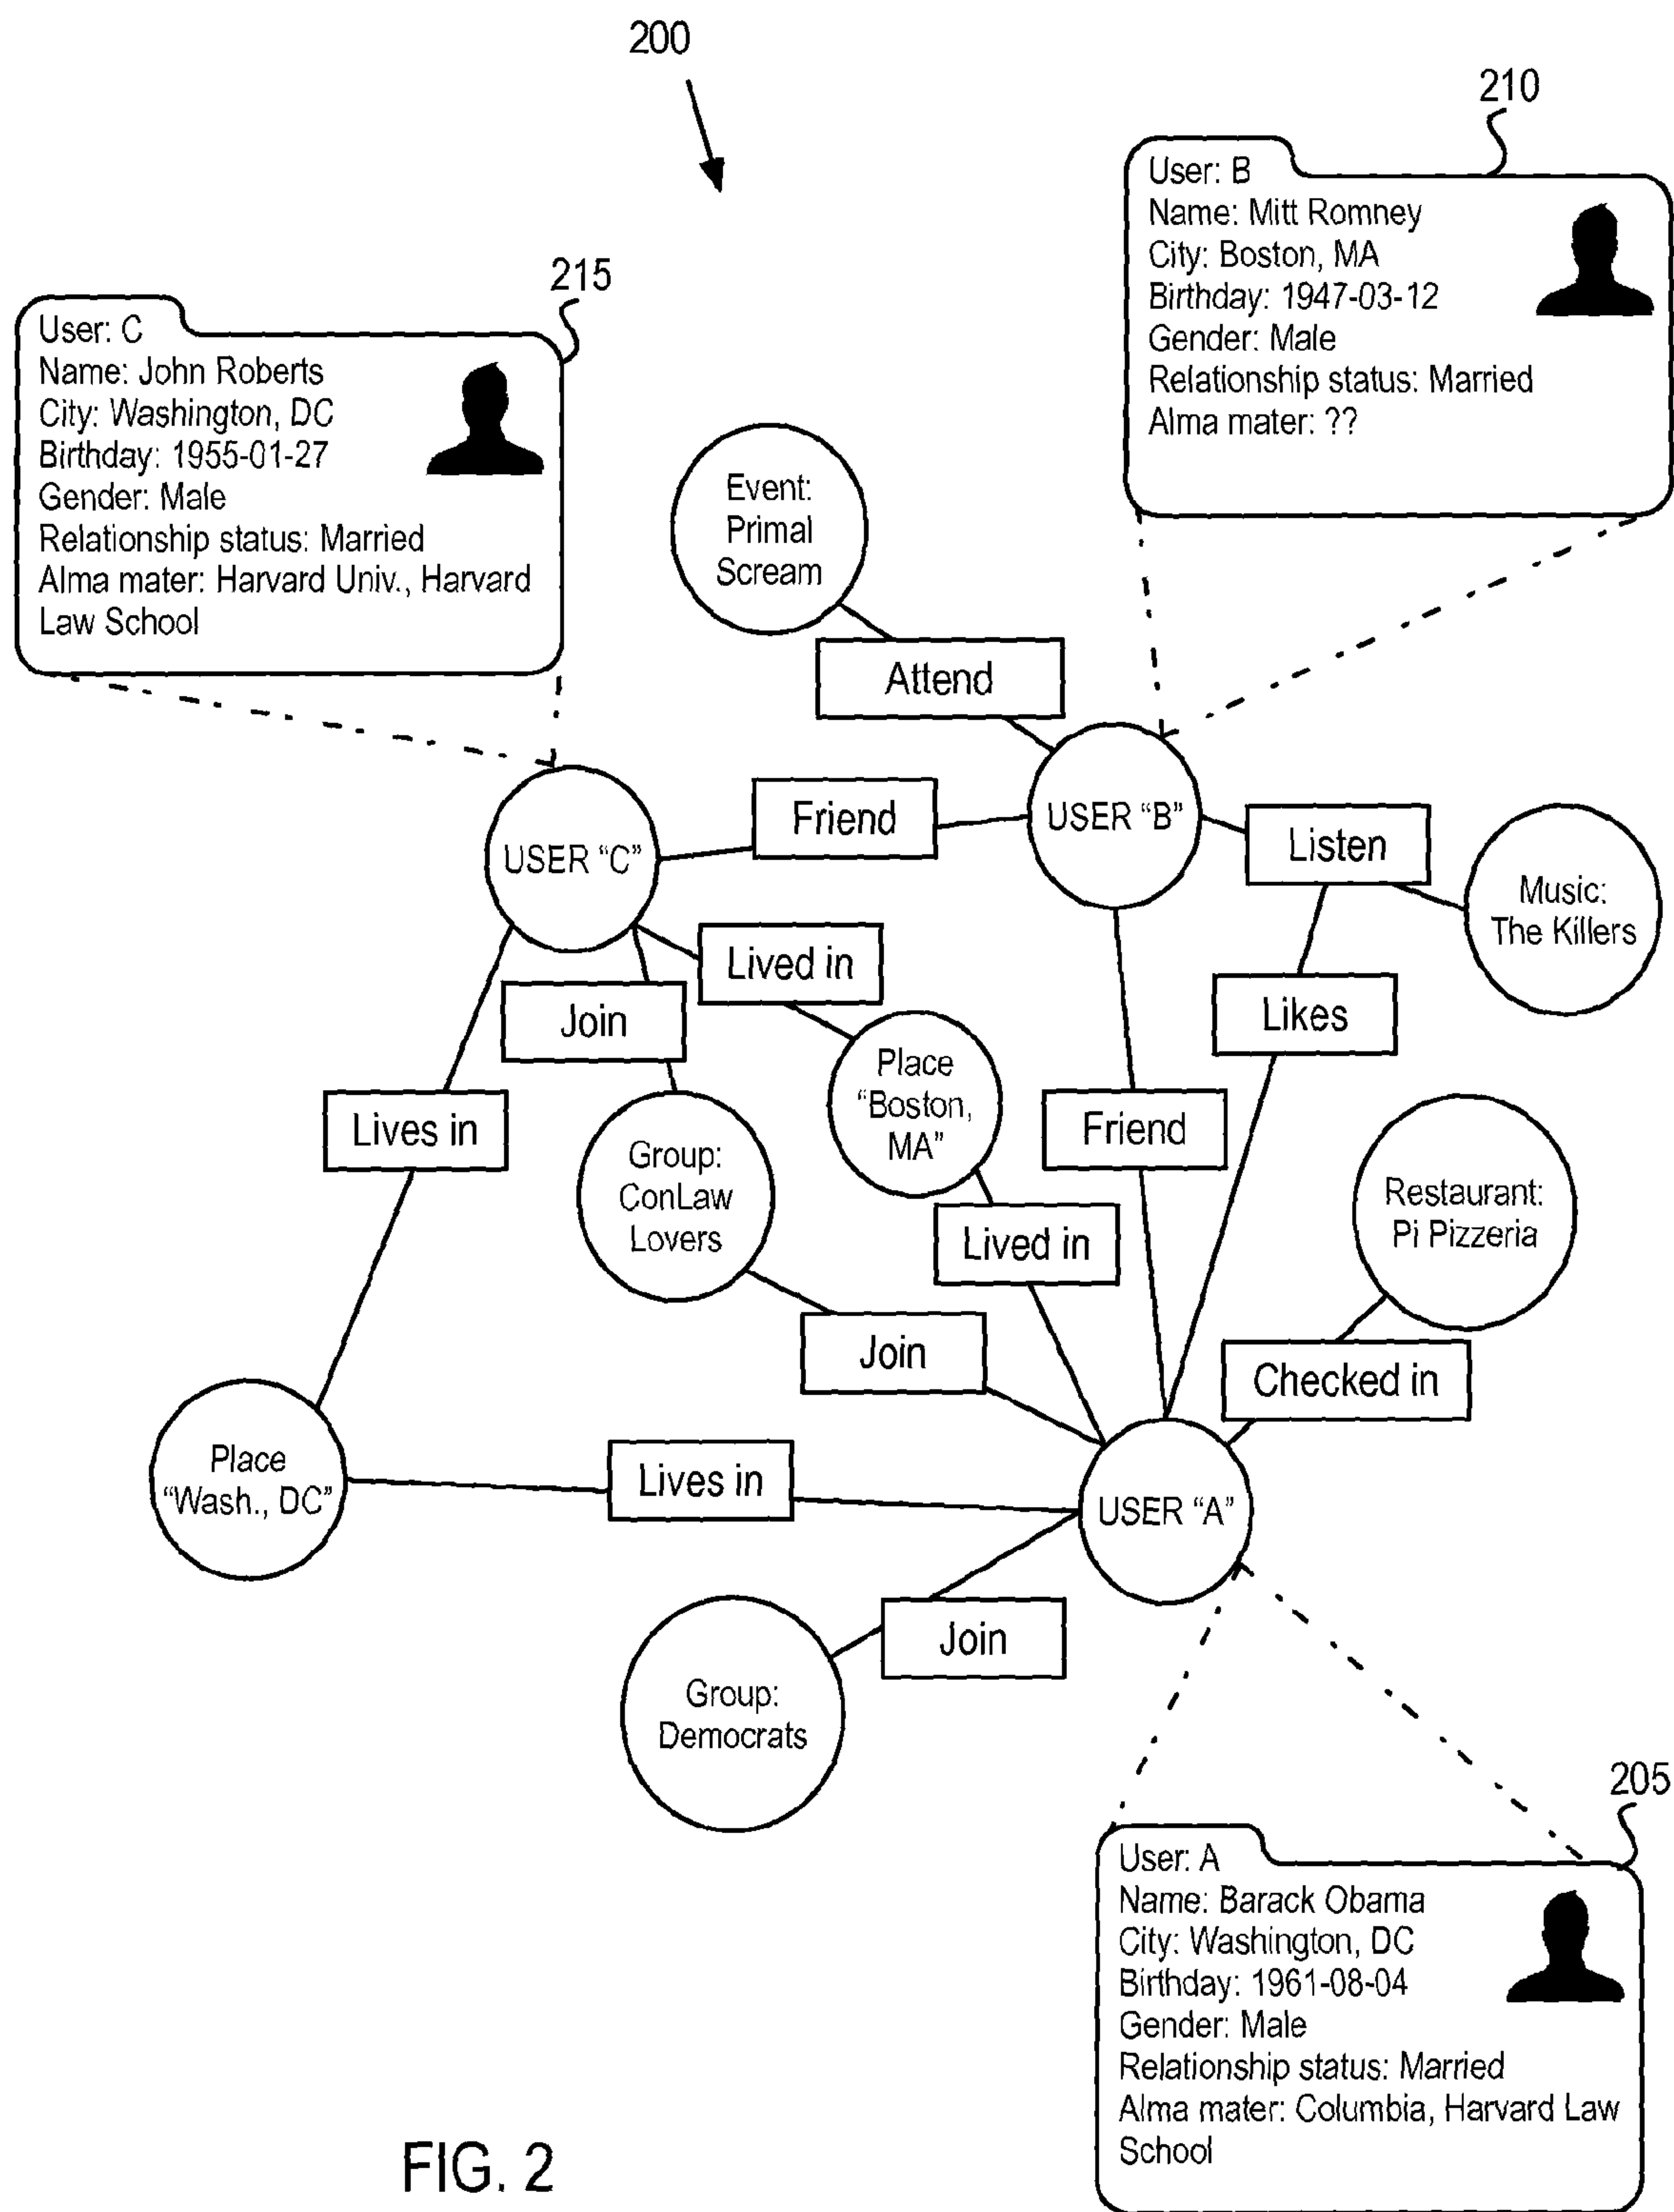 200
210
User: B
Name: Mitt Romney
City: Boston, MA
Birthday: 1947-03-12
Gender: Male
Relationship status: Married
Alma mater: ??
215
User: C
Name: John Roberts
City: Washington, DC
Birthday: 1955-01-27
Gender: Male
Relationship status: Married
Alma mater: Harvard Univ., Harvard
Law School
Event:
Primal
Scream
Attend
Friend
USER "B"
USER "C"
Listen
Music:
The Killers
Lived in
Join
Likes
Place
"Boston,
MA"
Lives in
Friend
Group:
ConLaw
Lovers
Restaurant:
Pi Pizzeria
Lived in
Join
Checked in
Place
"Wash., DC"
Lives in
USER "A"
Join
Group:
Democrats
205
User: A
Name: Barack Obama
City: Washington, DC
Birthday: 1961-08-04
Gender: Male
Relationship status: Married
Alma mater: Columbia, Harvard Law
School
FIG. 2